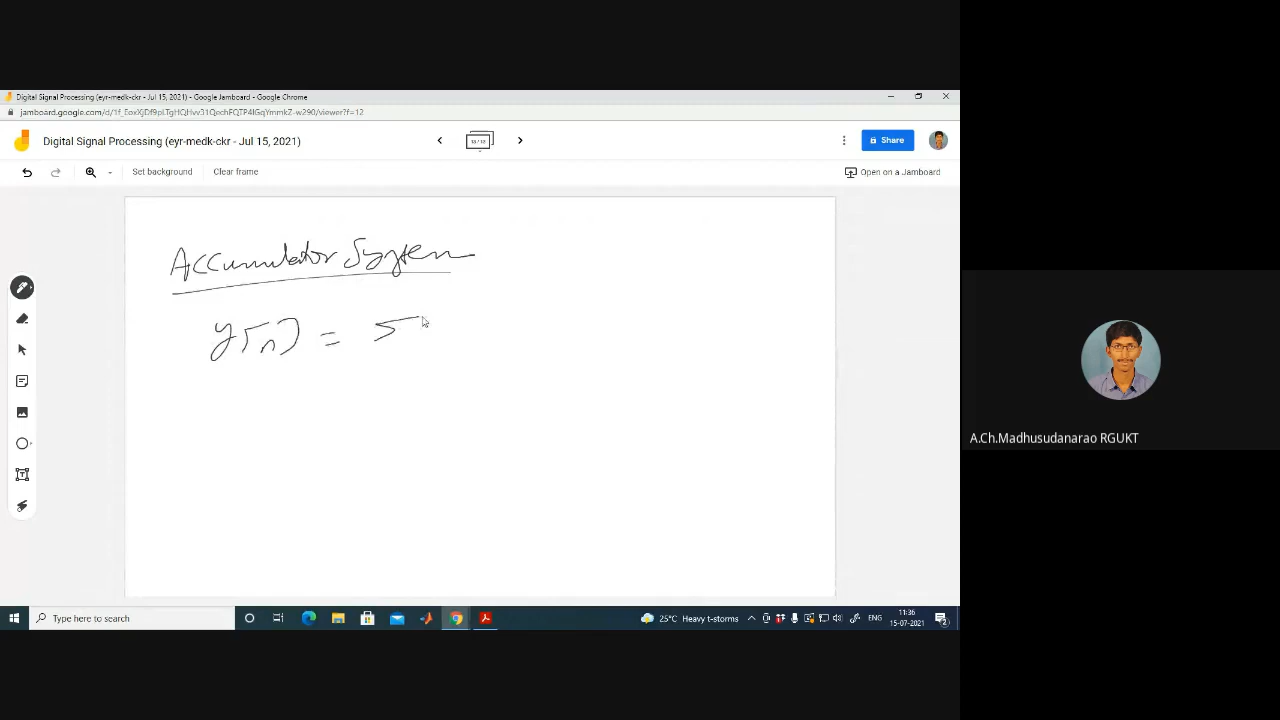 Digital Signal Processing (eyr-medk-ckr - Jul 15, 2021) - Google Jamboard - Google Chrome
Digital Signal Processing (eyr-medk-ckr - Jul 15, 2021)
Share
Set background
Clear frame
Open on a Jamboard
Accumulator System
y[n] =
A.Ch.Madhusudanarao RGUKT
Type here to search
25°C Heavy t-storms
ENG
11:36
15-07-2021